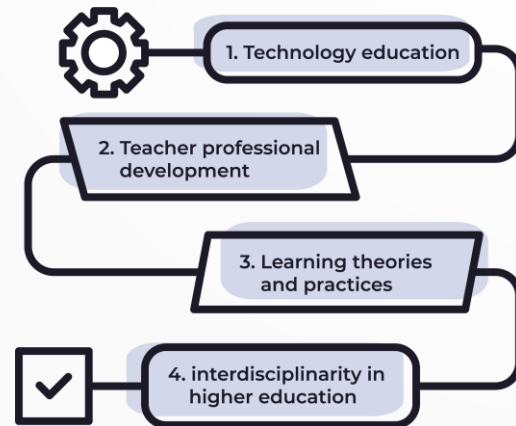 1. Technology education
2. Teacher professional
development
3. Learning theories
and practices
4. interdisciplinarity in
higher education